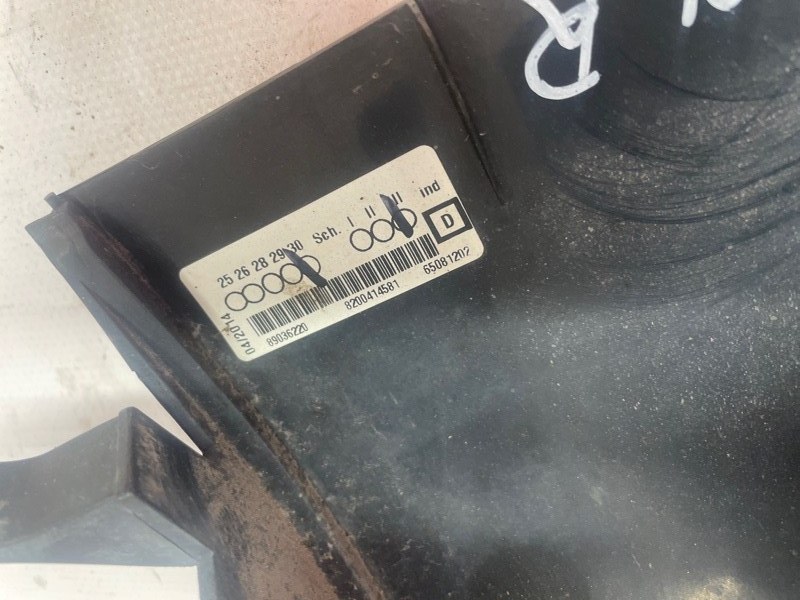 R
25 26 28 29 30 Sch. I II III ind
D
04/2014
89036220 8200414581 65081202